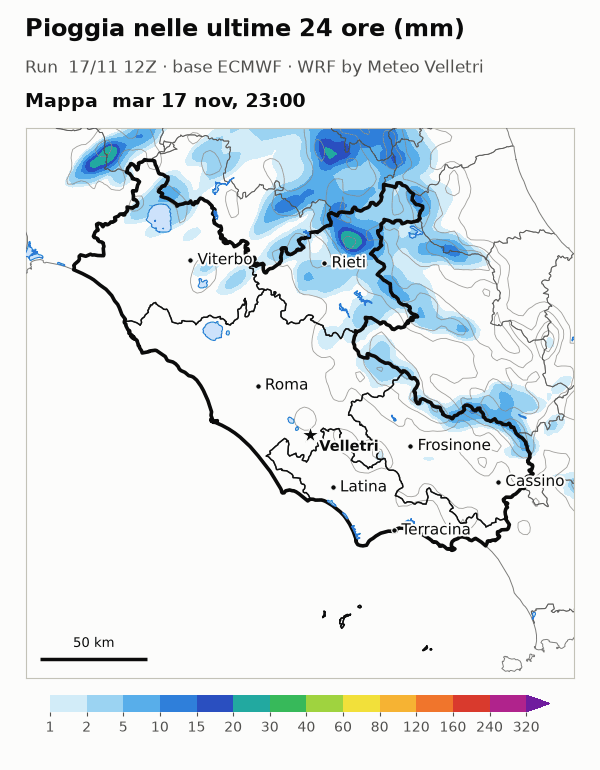 Pioggia nelle ultime 24 ore (mm)
Run  17/11 12Z · base ECMWF · WRF by Meteo Velletri
Mappa  mar 17 nov, 23:00
Viterbo
Rieti
Roma
Velletri
Frosinone
Latina
Cassino
Terracina
50 km
1 2 5 10 15 20 30 40 60 80 120 160 240 320